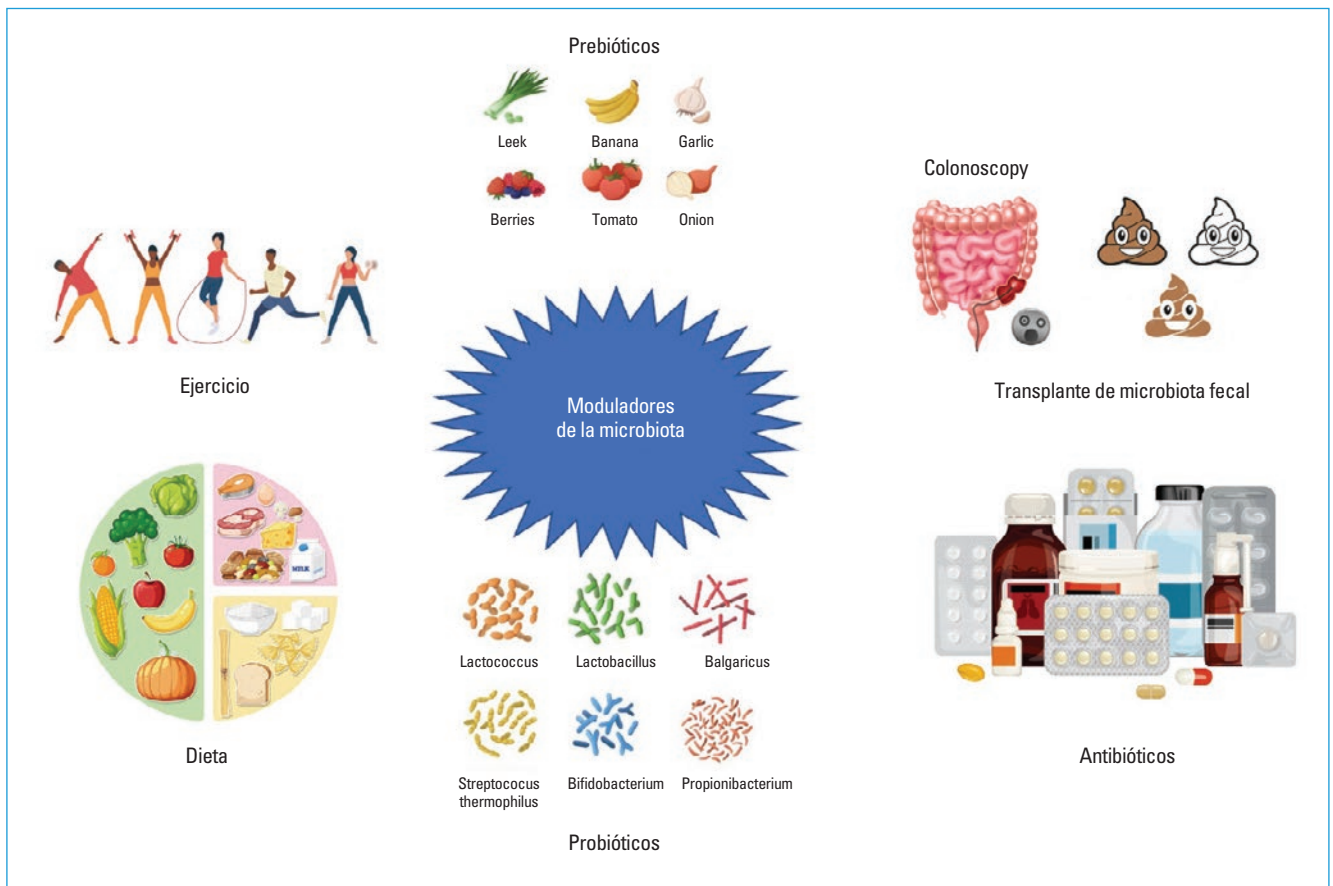 Prebióticos
Leek
Banana
Garlic
Berries
Tomato
Onion
Colonoscopy
Ejercicio
Transplante de microbiota fecal
Moduladores
de la microbiota
MILK
Dieta
Lactococcus
Lactobacillus
Balgaricus
Streptococus
thermophilus
Bifidobacterium
Propionibacterium
Antibióticos
Probióticos